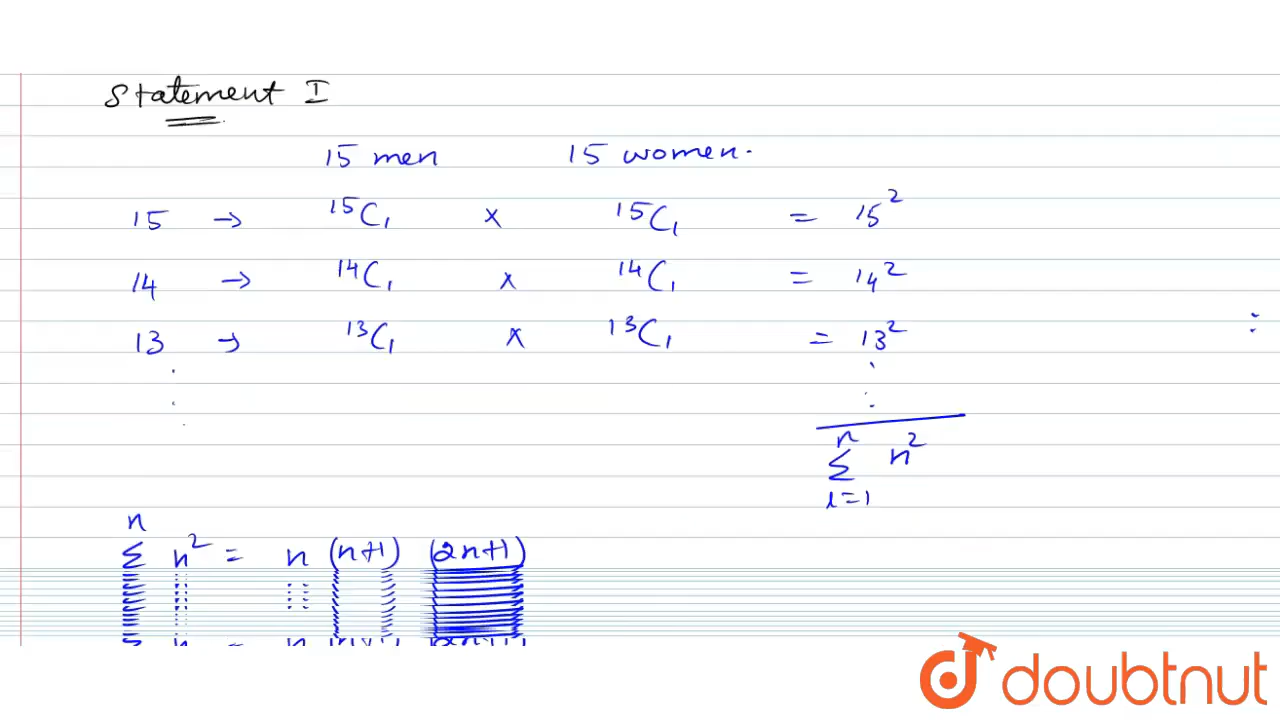 Statement I
15 men 15 women.
15 → ¹⁵C₁ × ¹⁵C₁ = 15²
14 → ¹⁴C₁ × ¹⁴C₁ = 14²
13 → ¹³C₁ × ¹³C₁ = 13²
n
Σ n²
i=1
n
Σ n² = n (n+1) (2n+1)
doubtnut